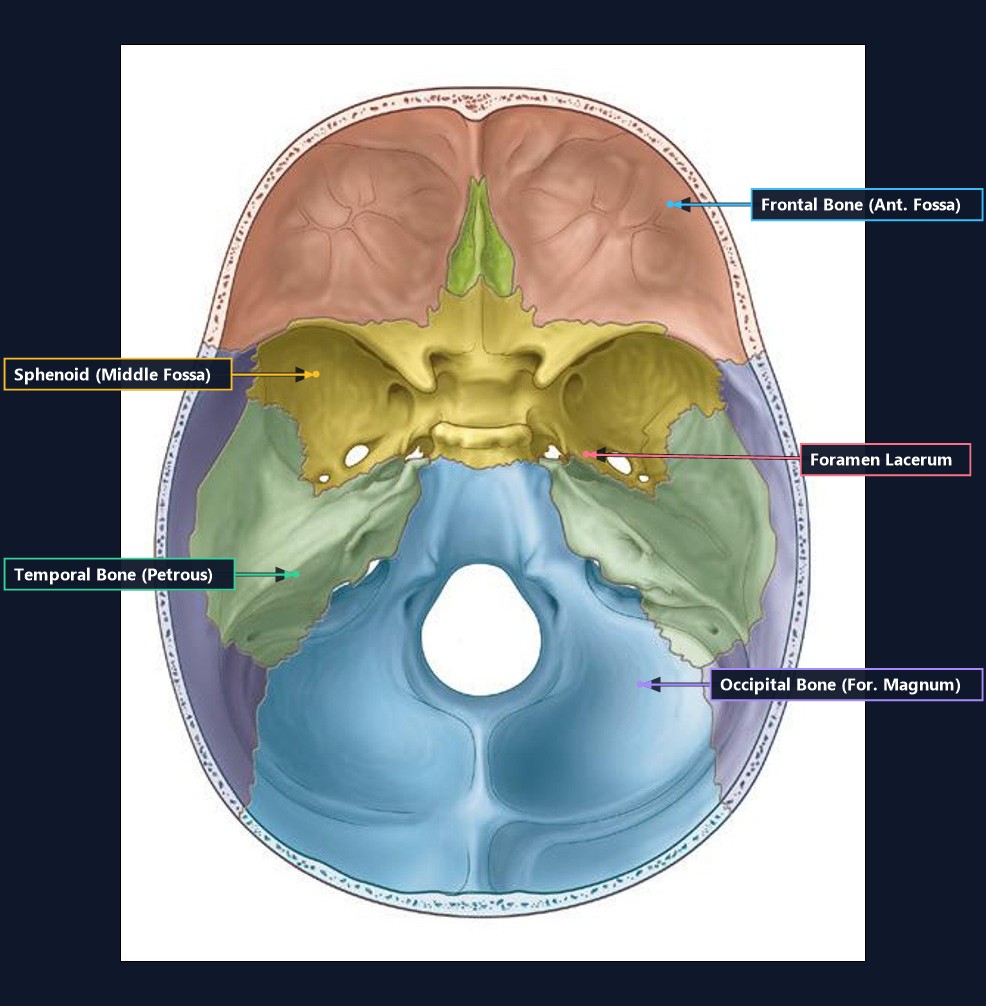 Frontal Bone (Ant. Fossa)
Sphenoid (Middle Fossa)
Foramen Lacerum
Temporal Bone (Petrous)
Occipital Bone (For. Magnum)